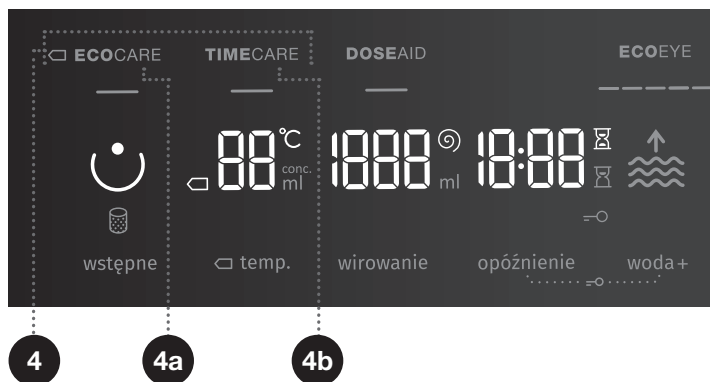 ECOCARE TIMECARE DOSEAID ECOEYE
88 °C conc. ml 1888 ml 18:88
wstępne temp. wirowanie opóźnienie woda+
4 4a 4b